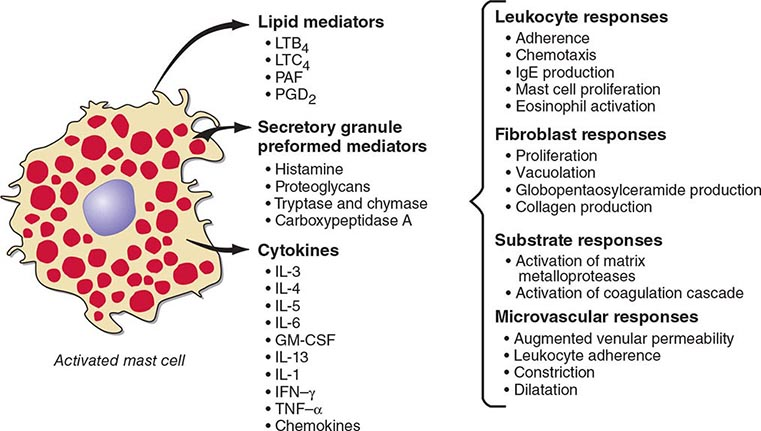 Lipid mediators
• LTB4
• LTC4
• PAF
• PGD2
Secretory granule
preformed mediators
• Histamine
• Proteoglycans
• Tryptase and chymase
• Carboxypeptidase A
Cytokines
• IL-3
• IL-4
• IL-5
• IL-6
• GM-CSF
• IL-13
• IL-1
• IFN–γ
• TNF–α
• Chemokines
Activated mast cell
Leukocyte responses
• Adherence
• Chemotaxis
• IgE production
• Mast cell proliferation
• Eosinophil activation
Fibroblast responses
• Proliferation
• Vacuolation
• Globopentaosylceramide production
• Collagen production
Substrate responses
• Activation of matrix
metalloproteases
• Activation of coagulation cascade
Microvascular responses
• Augmented venular permeability
• Leukocyte adherence
• Constriction
• Dilatation